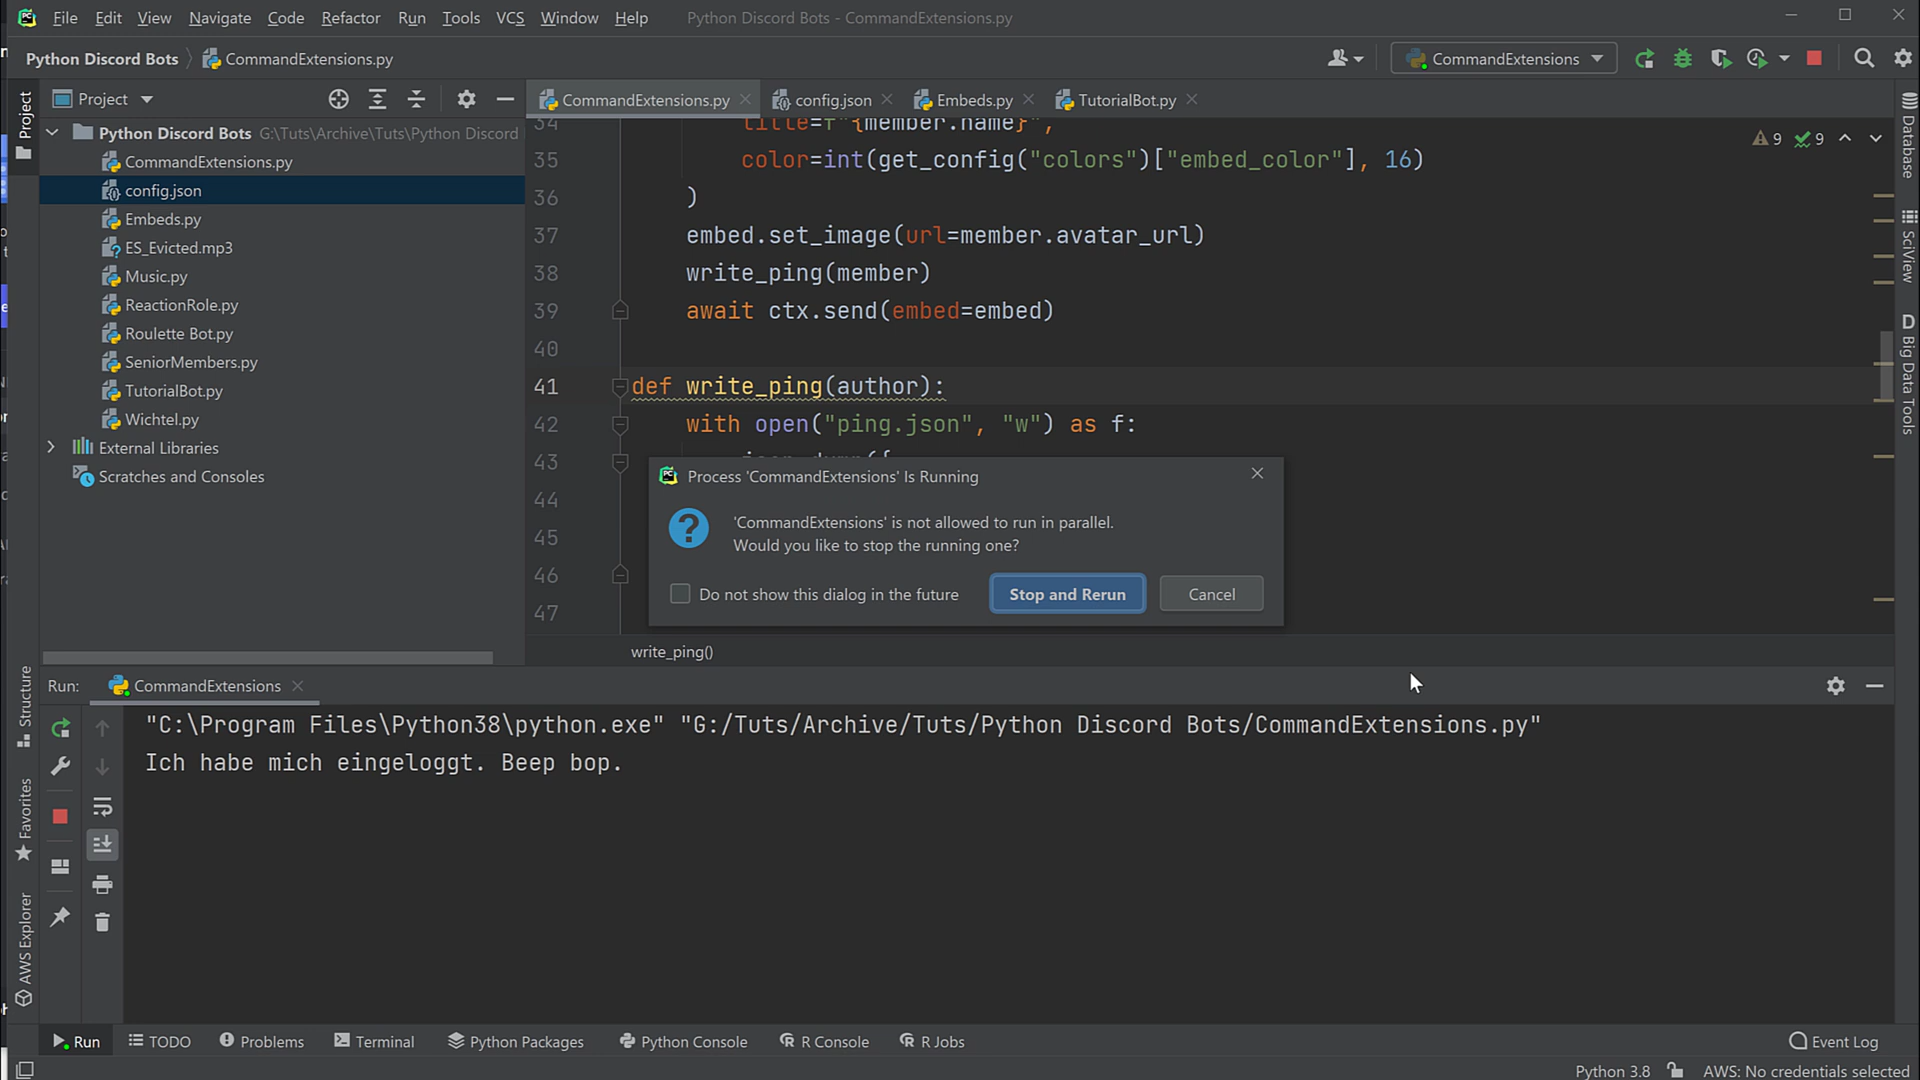 File Edit View Navigate Code Refactor Run Tools VCS Window Help Python Discord Bots - CommandExtensions.py
Python Discord Bots CommandExtensions.py CommandExtensions
Project
Project
CommandExtensions.py config.json Embeds.py TutorialBot.py
Python Discord Bots G:\Tuts\Archive\Tuts\Python Discord
CommandExtensions.py
config.json
Embeds.py
ES_Evicted.mp3
Music.py
ReactionRole.py
Roulette Bot.py
SeniorMembers.py
TutorialBot.py
Wichtel.py
External Libraries
Scratches and Consoles
34 title=f"{member.name}",
35 color=int(get_config("colors")["embed_color"], 16)
36 )
37 embed.set_image(url=member.avatar_url)
38 write_ping(member)
39 await ctx.send(embed=embed)
40
41 def write_ping(author):
42 with open("ping.json", "w") as f:
43 json.dump({
44
45
46
47
9 9
Database
SciView
Big Data Tools
Process 'CommandExtensions' Is Running
'CommandExtensions' is not allowed to run in parallel.
Would you like to stop the running one?
Do not show this dialog in the future Stop and Rerun Cancel
write_ping()
Structure
Favorites
AWS Explorer
Run: CommandExtensions
"C:\Program Files\Python38\python.exe" "G:/Tuts/Archive/Tuts/Python Discord Bots/CommandExtensions.py"
Ich habe mich eingeloggt. Beep bop.
Run TODO Problems Terminal Python Packages Python Console R Console R Jobs Event Log
Python 3.8 AWS: No credentials selected